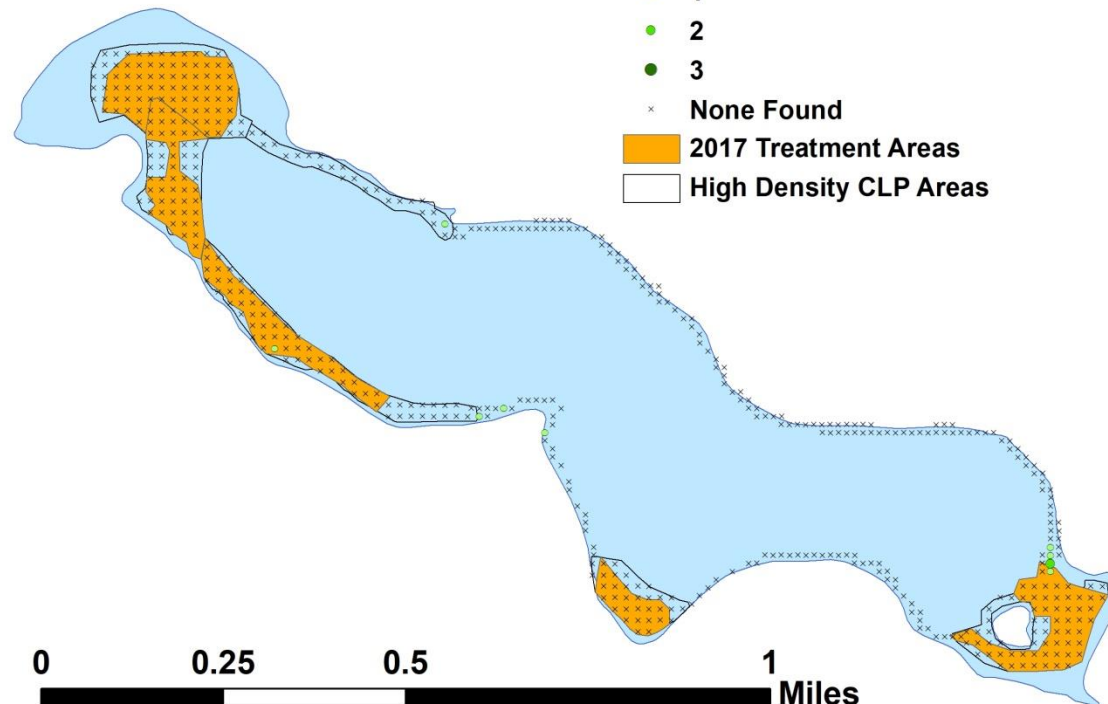 2
3
None Found
2017 Treatment Areas
High Density CLP Areas
0 0.25 0.5 1
Miles